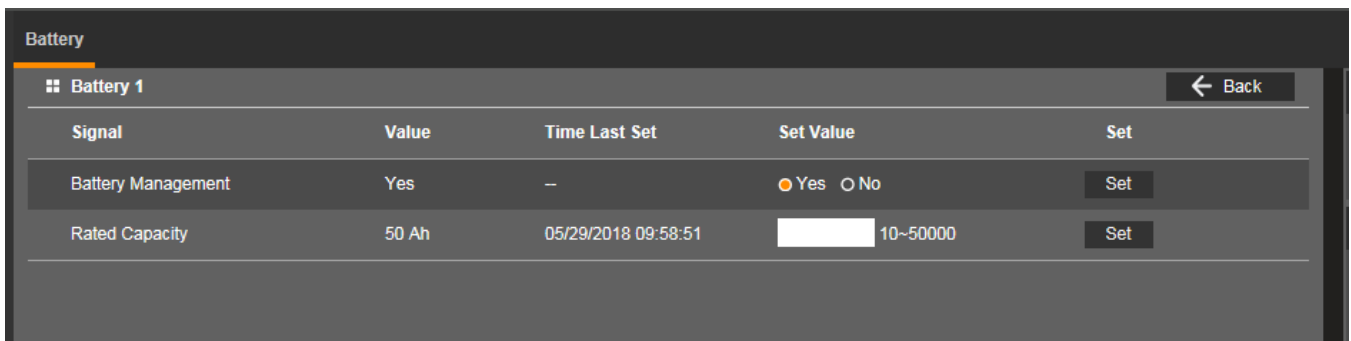 Battery
Battery 1 Back
Signal Value Time Last Set Set Value Set
Battery Management Yes -- Yes No Set
Rated Capacity 50 Ah 05/29/2018 09:58:51 10~50000 Set